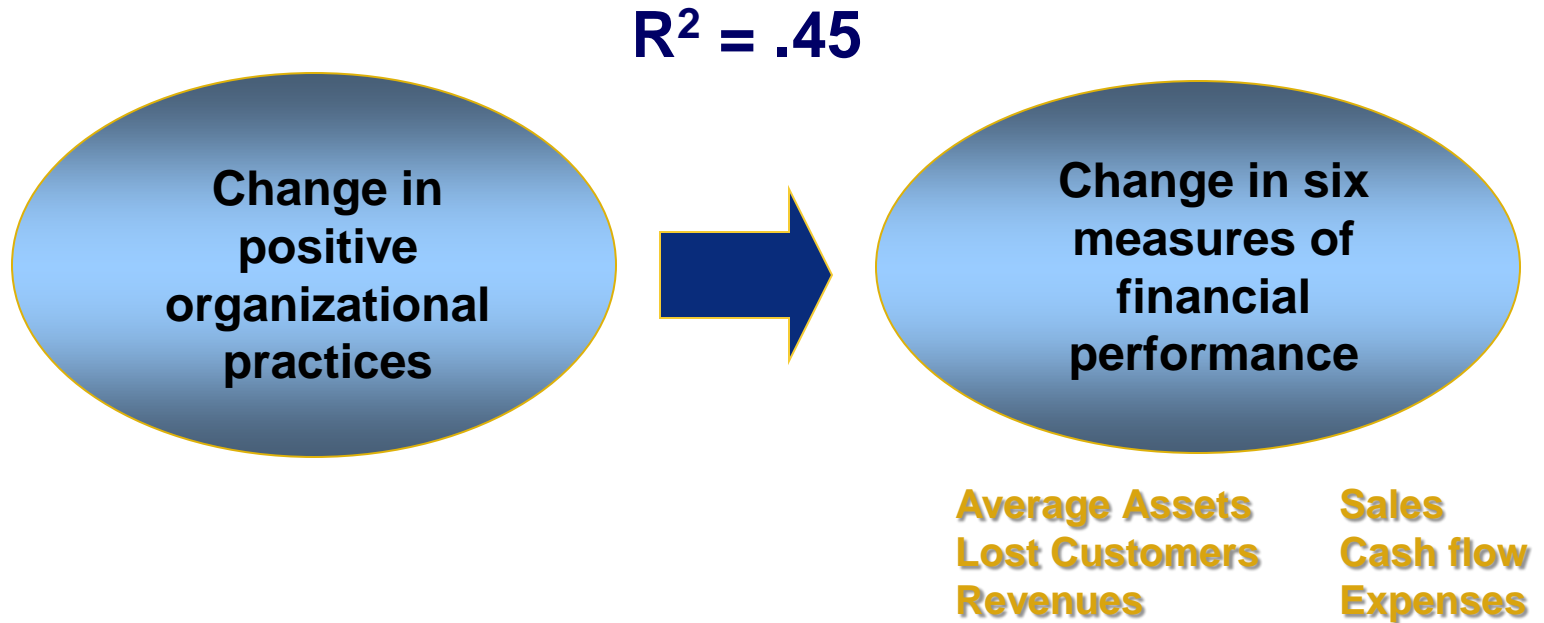 R² = .45
Change in
positive
organizational
practices
Change in six
measures of
financial
performance
Average Assets
Lost Customers
Revenues
Sales
Cash flow
Expenses